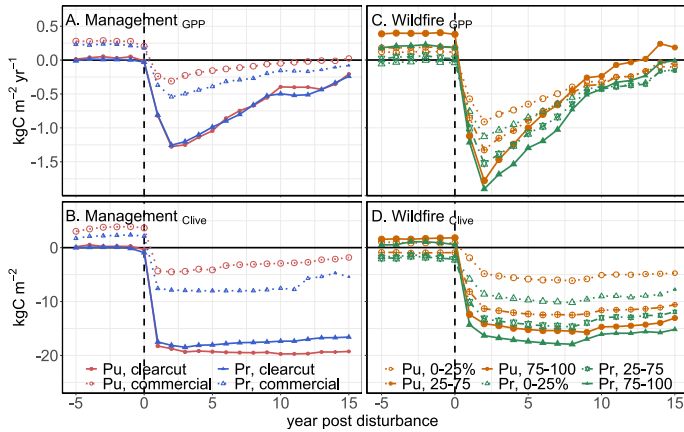 A. Management GPP
C. Wildfire GPP
kgC m-2 yr-1
0.5
0.0
-0.5
-1.0
-1.5
B. Management Clive
D. Wildfire Clive
kgC m-2
0
-10
-20
Pu, clearcut Pr, clearcut
Pu, commercial Pr, commercial
Pu, 0-25% Pu, 75-100 Pr, 25-75
Pu, 25-75 Pr, 0-25% Pr, 75-100
-5 0 5 10 15
-5 0 5 10 15
year post disturbance